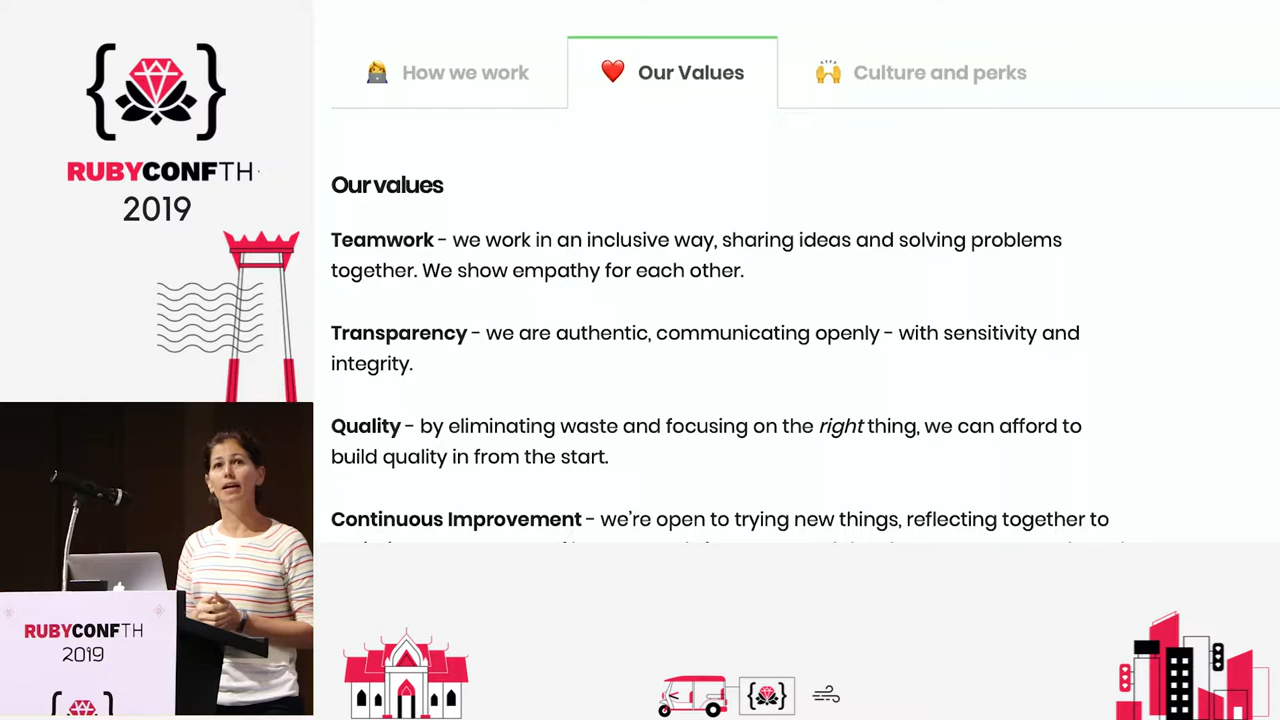 RUBYCONFTH
2019
How we work
Our Values
Culture and perks
Our values
Teamwork - we work in an inclusive way, sharing ideas and solving problems
together. We show empathy for each other.
Transparency - we are authentic, communicating openly - with sensitivity and
integrity.
Quality - by eliminating waste and focusing on the right thing, we can afford to
build quality in from the start.
Continuous Improvement - we're open to trying new things, reflecting together to
RUBYCONFTH
2019